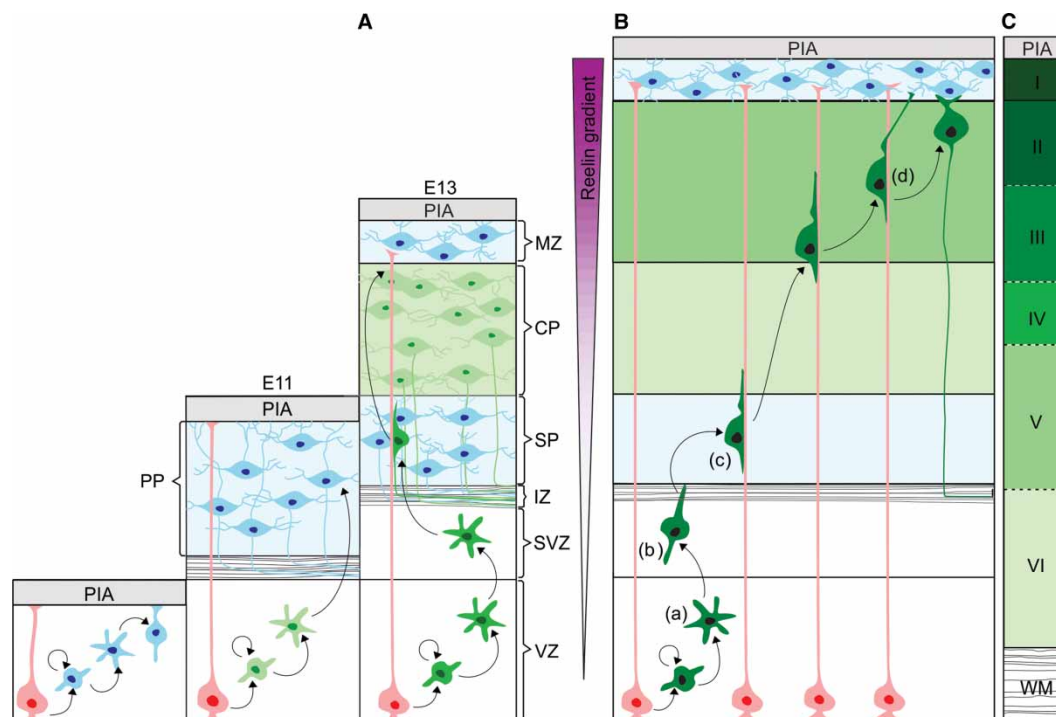 A
B
C
PIA
PIA
I
II
III
IV
V
VI
WM
Reelin gradient
(d)
(c)
(b)
(a)
E13
PIA
MZ
CP
SP
IZ
SVZ
VZ
E11
PIA
PP
PIA